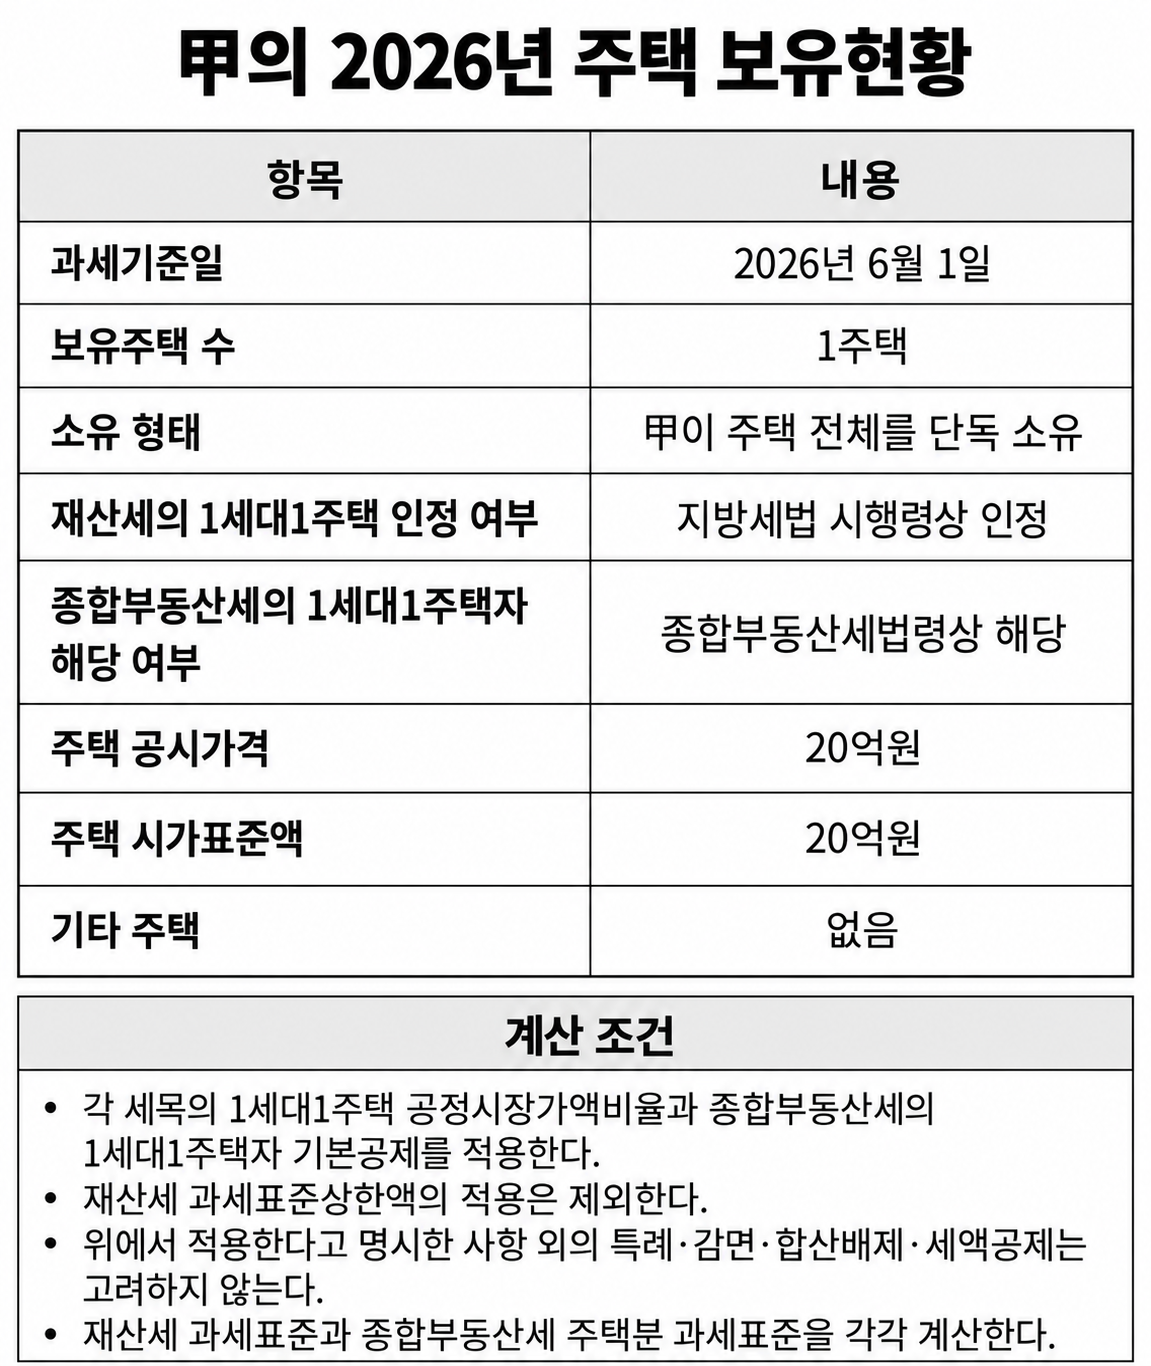 甲의 2026년 주택 보유현황
항목 내용
과세기준일 2026년 6월 1일
보유주택 수 1주택
소유 형태 甲이 주택 전체를 단독 소유
재산세의 1세대1주택 인정 여부 지방세법 시행령상 인정
종합부동산세의 1세대1주택자
해당 여부 종합부동산세법령상 해당
주택 공시가격 20억원
주택 시가표준액 20억원
기타 주택 없음
계산 조건
• 각 세목의 1세대1주택 공정시장가액비율과 종합부동산세의
1세대1주택자 기본공제를 적용한다.
• 재산세 과세표준상한액의 적용은 제외한다.
• 위에서 적용한다고 명시한 사항 외의 특례·감면·합산배제·세액공제는
고려하지 않는다.
• 재산세 과세표준과 종합부동산세 주택분 과세표준을 각각 계산한다.